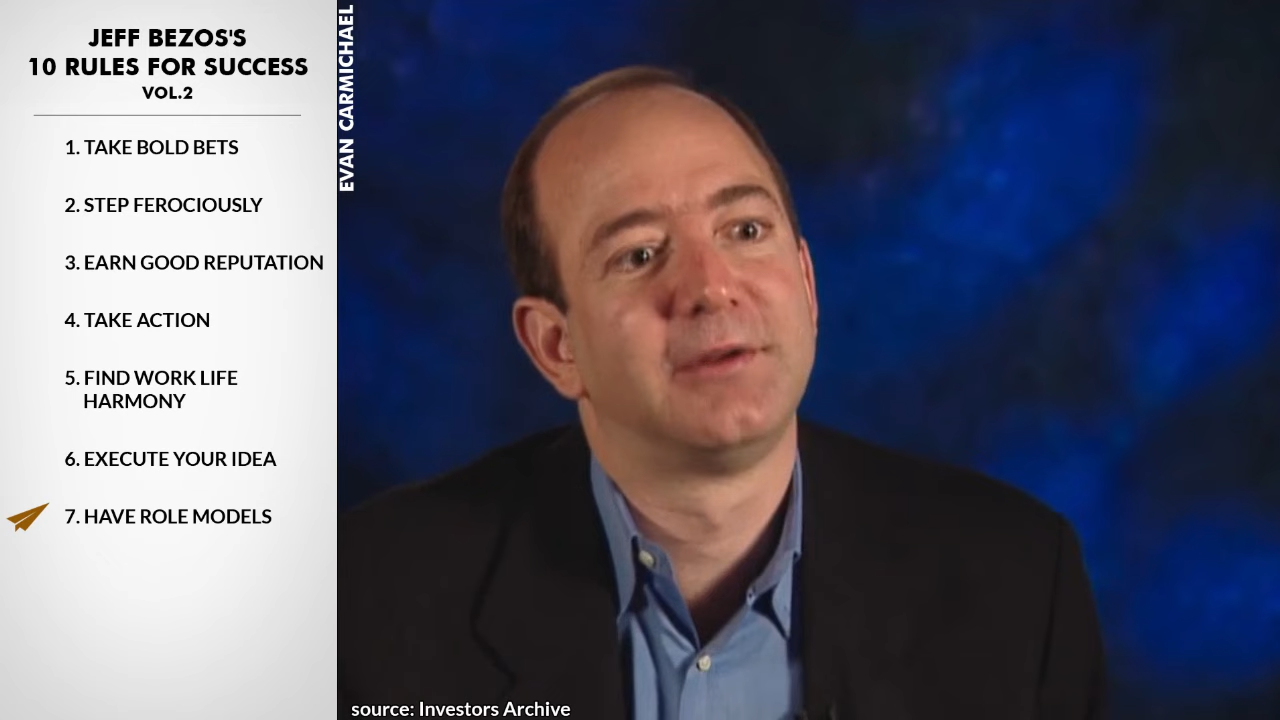 JEFF BEZOS'S
10 RULES FOR SUCCESS
VOL.2
1. TAKE BOLD BETS
2. STEP FEROCIOUSLY
3. EARN GOOD REPUTATION
4. TAKE ACTION
5. FIND WORK LIFE
HARMONY
6. EXECUTE YOUR IDEA
7. HAVE ROLE MODELS
EVAN CARMICHAEL
source: Investors Archive